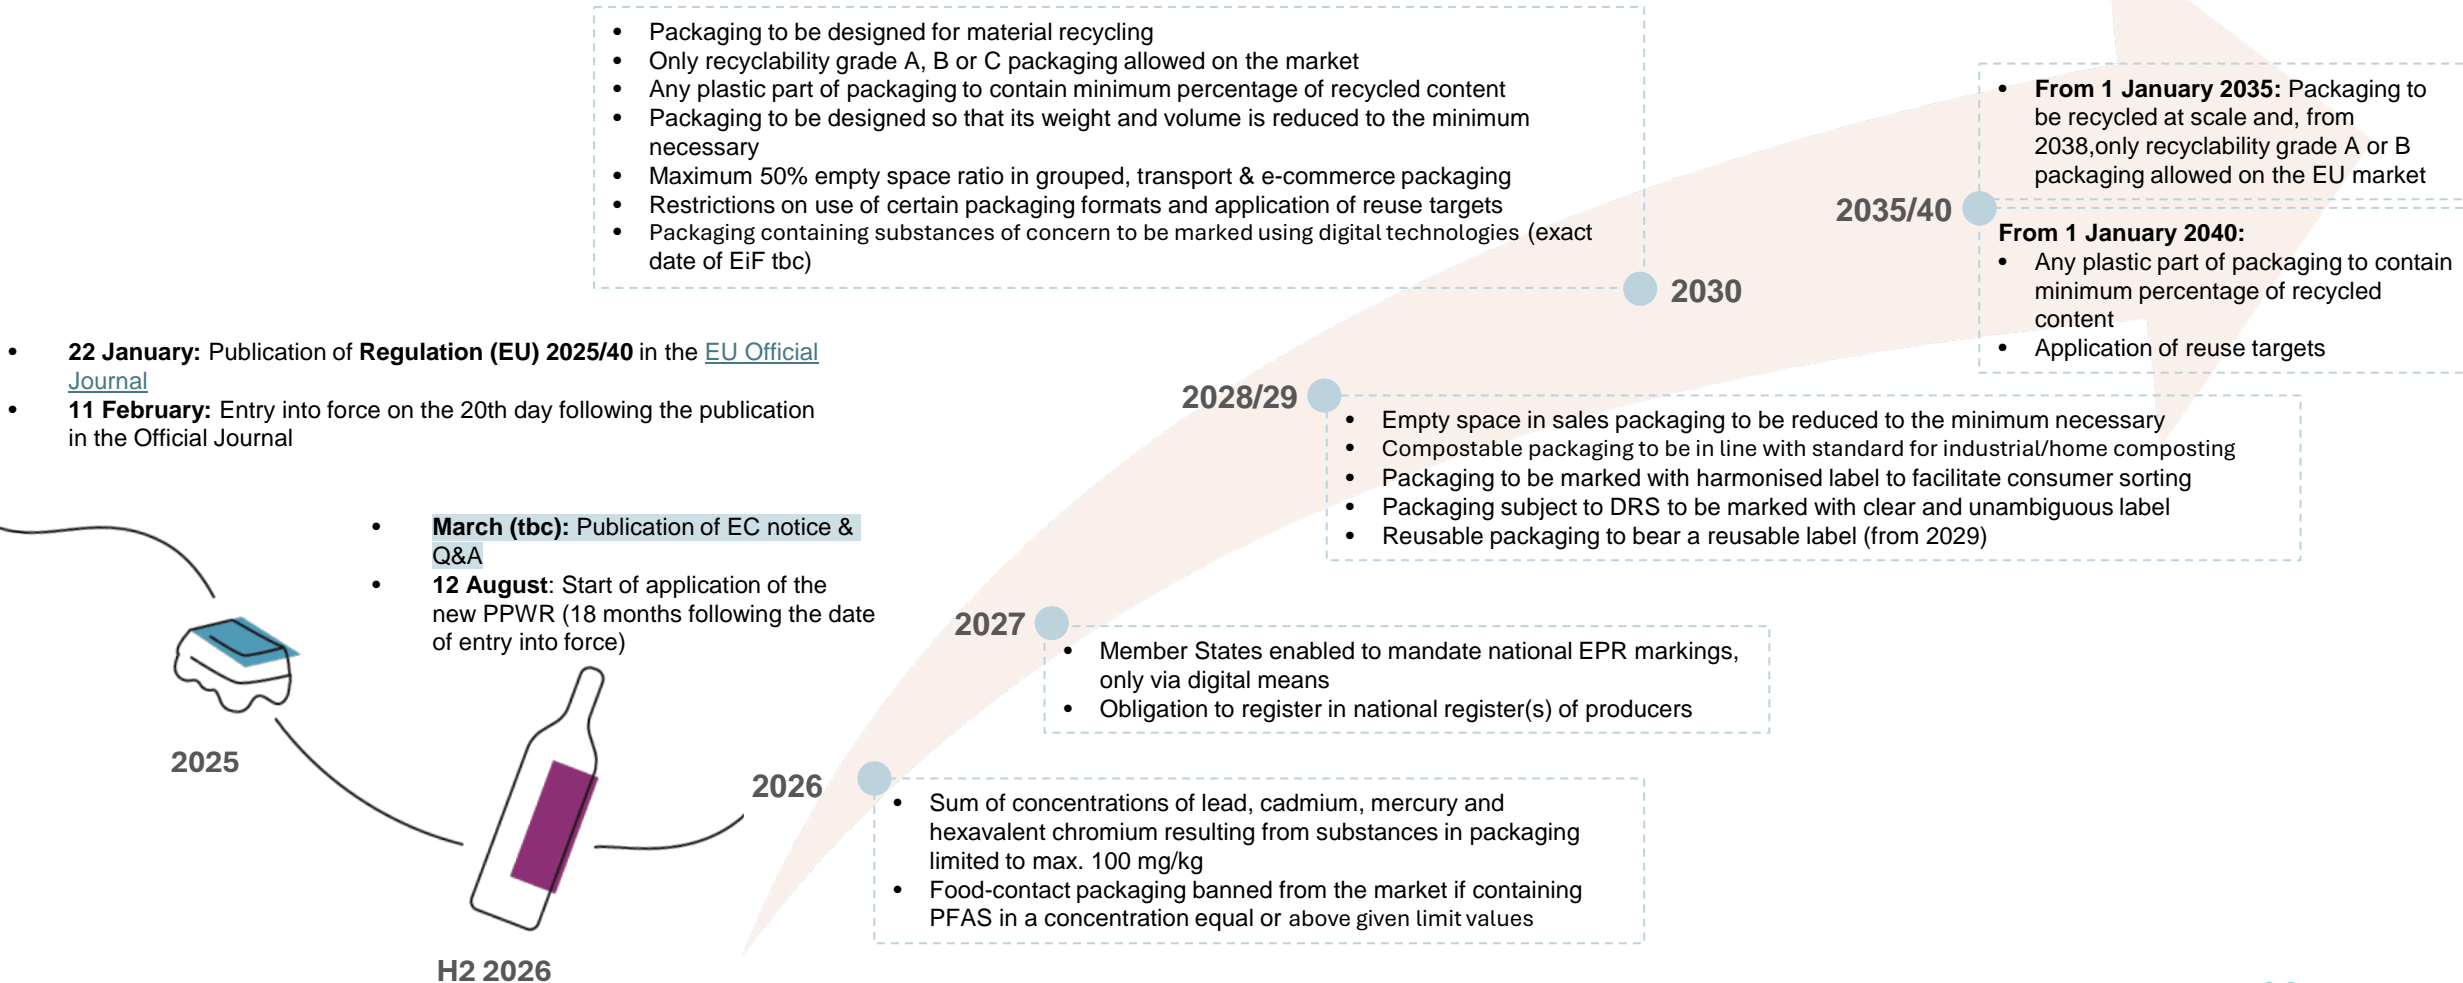 • Packaging to be designed for material recycling
• Only recyclability grade A, B or C packaging allowed on the market
• Any plastic part of packaging to contain minimum percentage of recycled content
• Packaging to be designed so that its weight and volume is reduced to the minimum
necessary
• Maximum 50% empty space ratio in grouped, transport & e-commerce packaging
• Restrictions on use of certain packaging formats and application of reuse targets
• Packaging containing substances of concern to be marked using digital technologies (exact
date of EiF tbc)
2030
• From 1 January 2035: Packaging to
be recycled at scale and, from
2038,only recyclability grade A or B
packaging allowed on the EU market
2035/40
From 1 January 2040:
• Any plastic part of packaging to contain
minimum percentage of recycled
content
• Application of reuse targets
• 22 January: Publication of Regulation (EU) 2025/40 in the EU Official
Journal
• 11 February: Entry into force on the 20th day following the publication
in the Official Journal
2028/29
• Empty space in sales packaging to be reduced to the minimum necessary
• Compostable packaging to be in line with standard for industrial/home composting
• Packaging to be marked with harmonised label to facilitate consumer sorting
• Packaging subject to DRS to be marked with clear and unambiguous label
• Reusable packaging to bear a reusable label (from 2029)
• March (tbc): Publication of EC notice &
Q&A
• 12 August: Start of application of the
new PPWR (18 months following the date
of entry into force)
2027
• Member States enabled to mandate national EPR markings,
only via digital means
• Obligation to register in national register(s) of producers
2025
2026
• Sum of concentrations of lead, cadmium, mercury and
hexavalent chromium resulting from substances in packaging
limited to max. 100 mg/kg
• Food-contact packaging banned from the market if containing
PFAS in a concentration equal or above given limit values
H2 2026